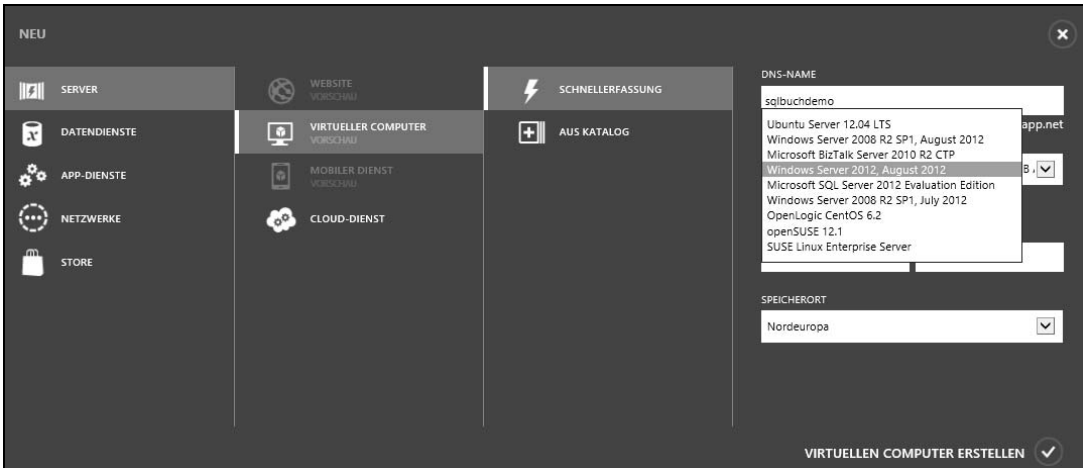 NEU
SERVER
DATENDIENSTE
APP-DIENSTE
NETZWERKE
STORE
WEBSITE
VORSCHAU
VIRTUELLER COMPUTER
VORSCHAU
MOBILER DIENST
VORSCHAU
CLOUD-DIENST
SCHNELLERFASSUNG
AUS KATALOG
DNS-NAME
sqlbuchdemo
app.net
Ubuntu Server 12.04 LTS
Windows Server 2008 R2 SP1, August 2012
Microsoft BizTalk Server 2010 R2 CTP
Windows Server 2012, August 2012
Microsoft SQL Server 2012 Evaluation Edition
Windows Server 2008 R2 SP1, July 2012
OpenLogic CentOS 6.2
openSUSE 12.1
SUSE Linux Enterprise Server
SPEICHERORT
Nordeuropa
VIRTUELLEN COMPUTER ERSTELLEN